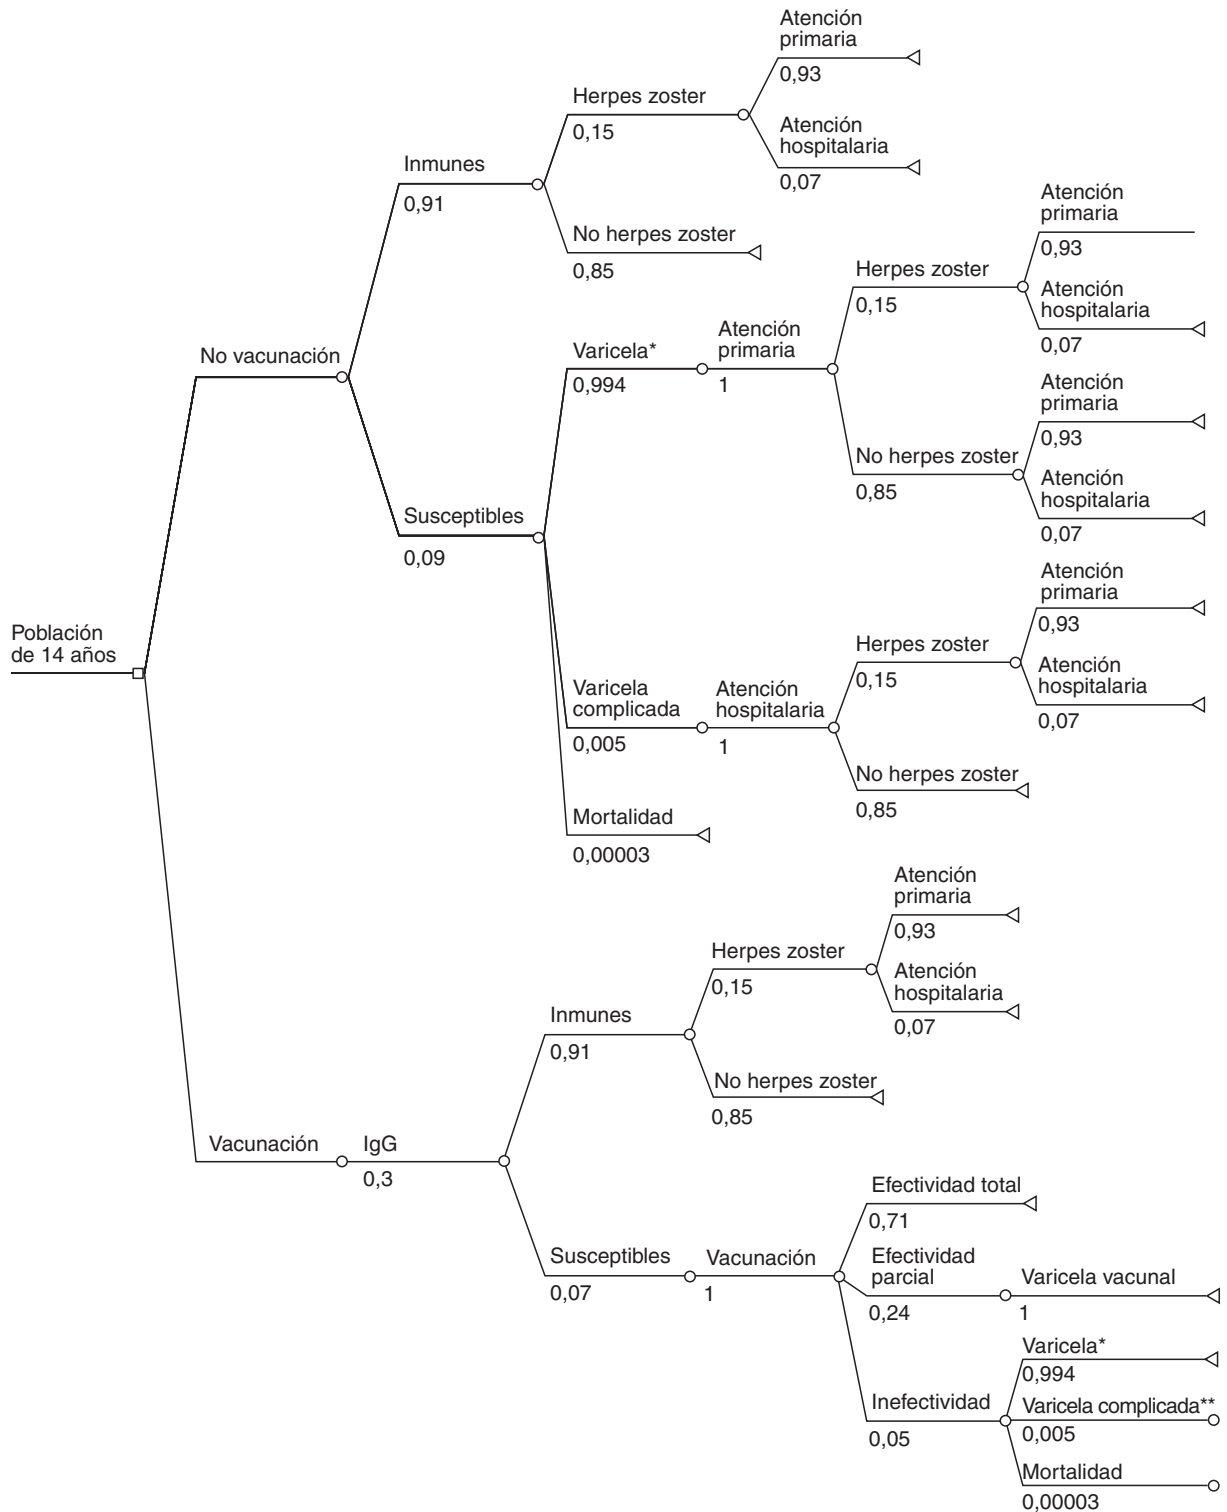 Atención
primaria
0,93
Herpes zoster
0,15
Atención
hospitalaria
0,07
Inmunes
0,91
No herpes zoster
0,85
Atención
primaria
0,93
Herpes zoster
0,15
Atención
hospitalaria
0,07
No vacunación
Varicela*
0,994
Atención
primaria
1
Atención
primaria
0,93
No herpes zoster
0,85
Atención
hospitalaria
0,07
Susceptibles
0,09
Atención
primaria
0,93
Herpes zoster
0,15
Atención
hospitalaria
0,07
Población
de 14 años
Varicela
complicada
0,005
Atención
hospitalaria
1
No herpes zoster
0,85
Mortalidad
0,00003
Atención
primaria
0,93
Herpes zoster
0,15
Atención
hospitalaria
0,07
Inmunes
0,91
No herpes zoster
0,85
Vacunación
IgG
0,3
Efectividad total
0,71
Susceptibles
0,07
Vacunación
1
Efectividad
parcial
0,24
Varicela vacunal
1
Varicela*
0,994
Inefectividad
0,05
Varicela complicada**
0,005
Mortalidad
0,00003